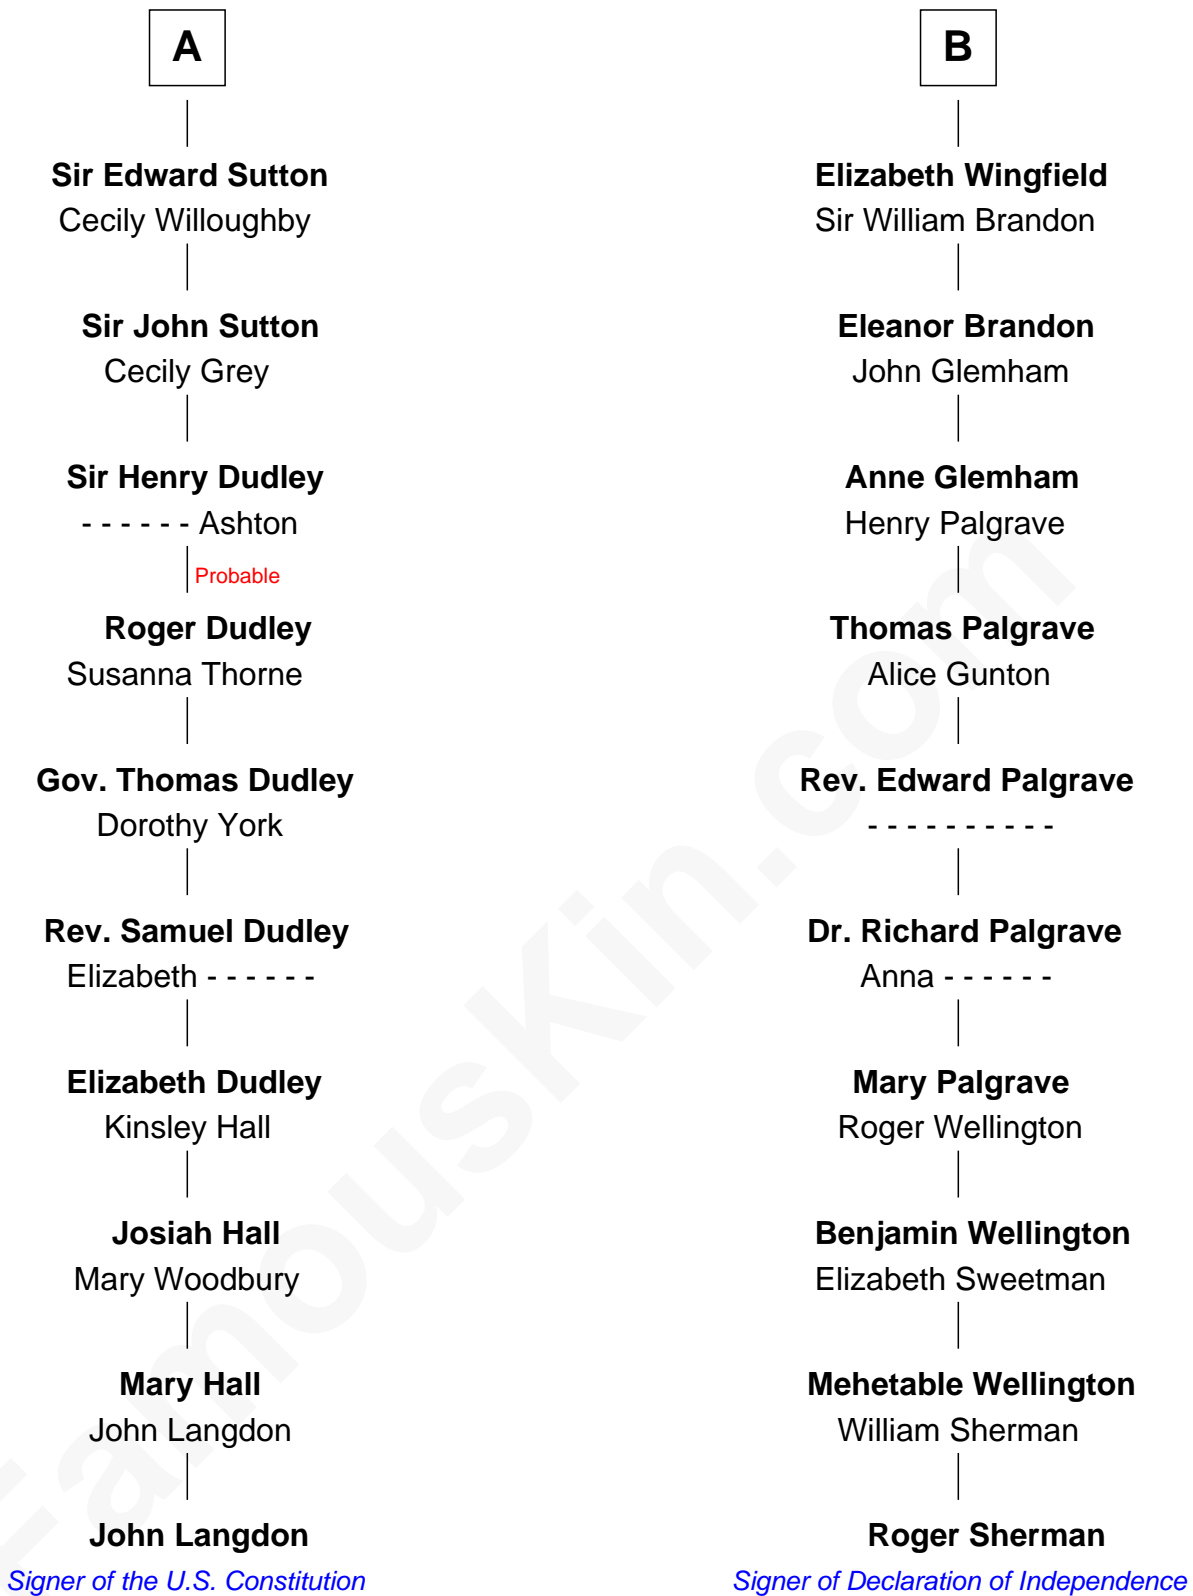 A
B
Sir Edward Sutton
Cecily Willoughby
Elizabeth Wingfield
Sir William Brandon
Sir John Sutton
Cecily Grey
Eleanor Brandon
John Glemham
Sir Henry Dudley
- - - - - - Ashton
Anne Glemham
Henry Palgrave
Probable
Roger Dudley
Susanna Thorne
Thomas Palgrave
Alice Gunton
Gov. Thomas Dudley
Dorothy York
Rev. Edward Palgrave
- - - - - - - - - -
Rev. Samuel Dudley
Elizabeth - - - - - -
Dr. Richard Palgrave
Anna - - - - - -
Elizabeth Dudley
Kinsley Hall
Mary Palgrave
Roger Wellington
Josiah Hall
Mary Woodbury
Benjamin Wellington
Elizabeth Sweetman
Mary Hall
John Langdon
Mehetable Wellington
William Sherman
John Langdon
Signer of the U.S. Constitution
Roger Sherman
Signer of Declaration of Independence
FamousKin.com